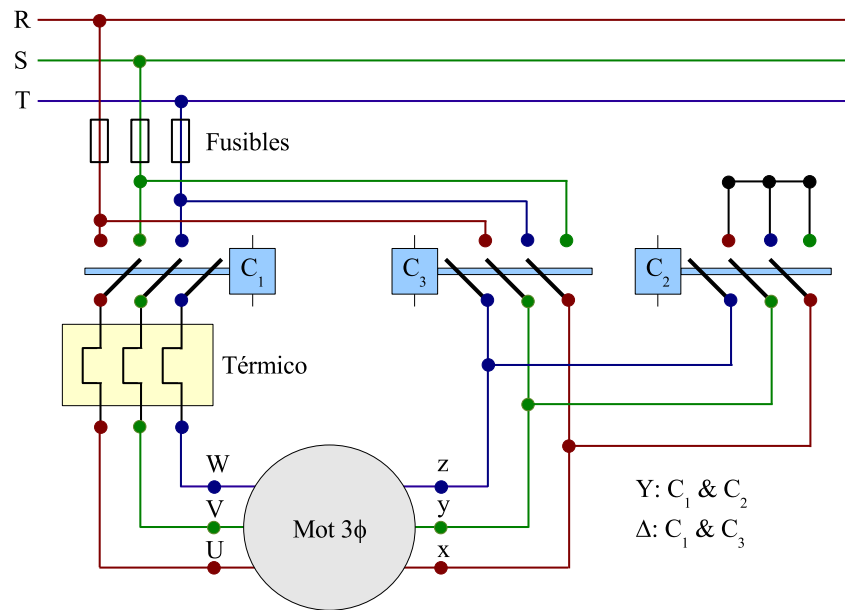 R
S
T
Fusibles
C₁
C₃
C₂
Térmico
W
V
U
Mot 3ϕ
z
y
x
Y: C₁ & C₂
Δ: C₁ & C₃